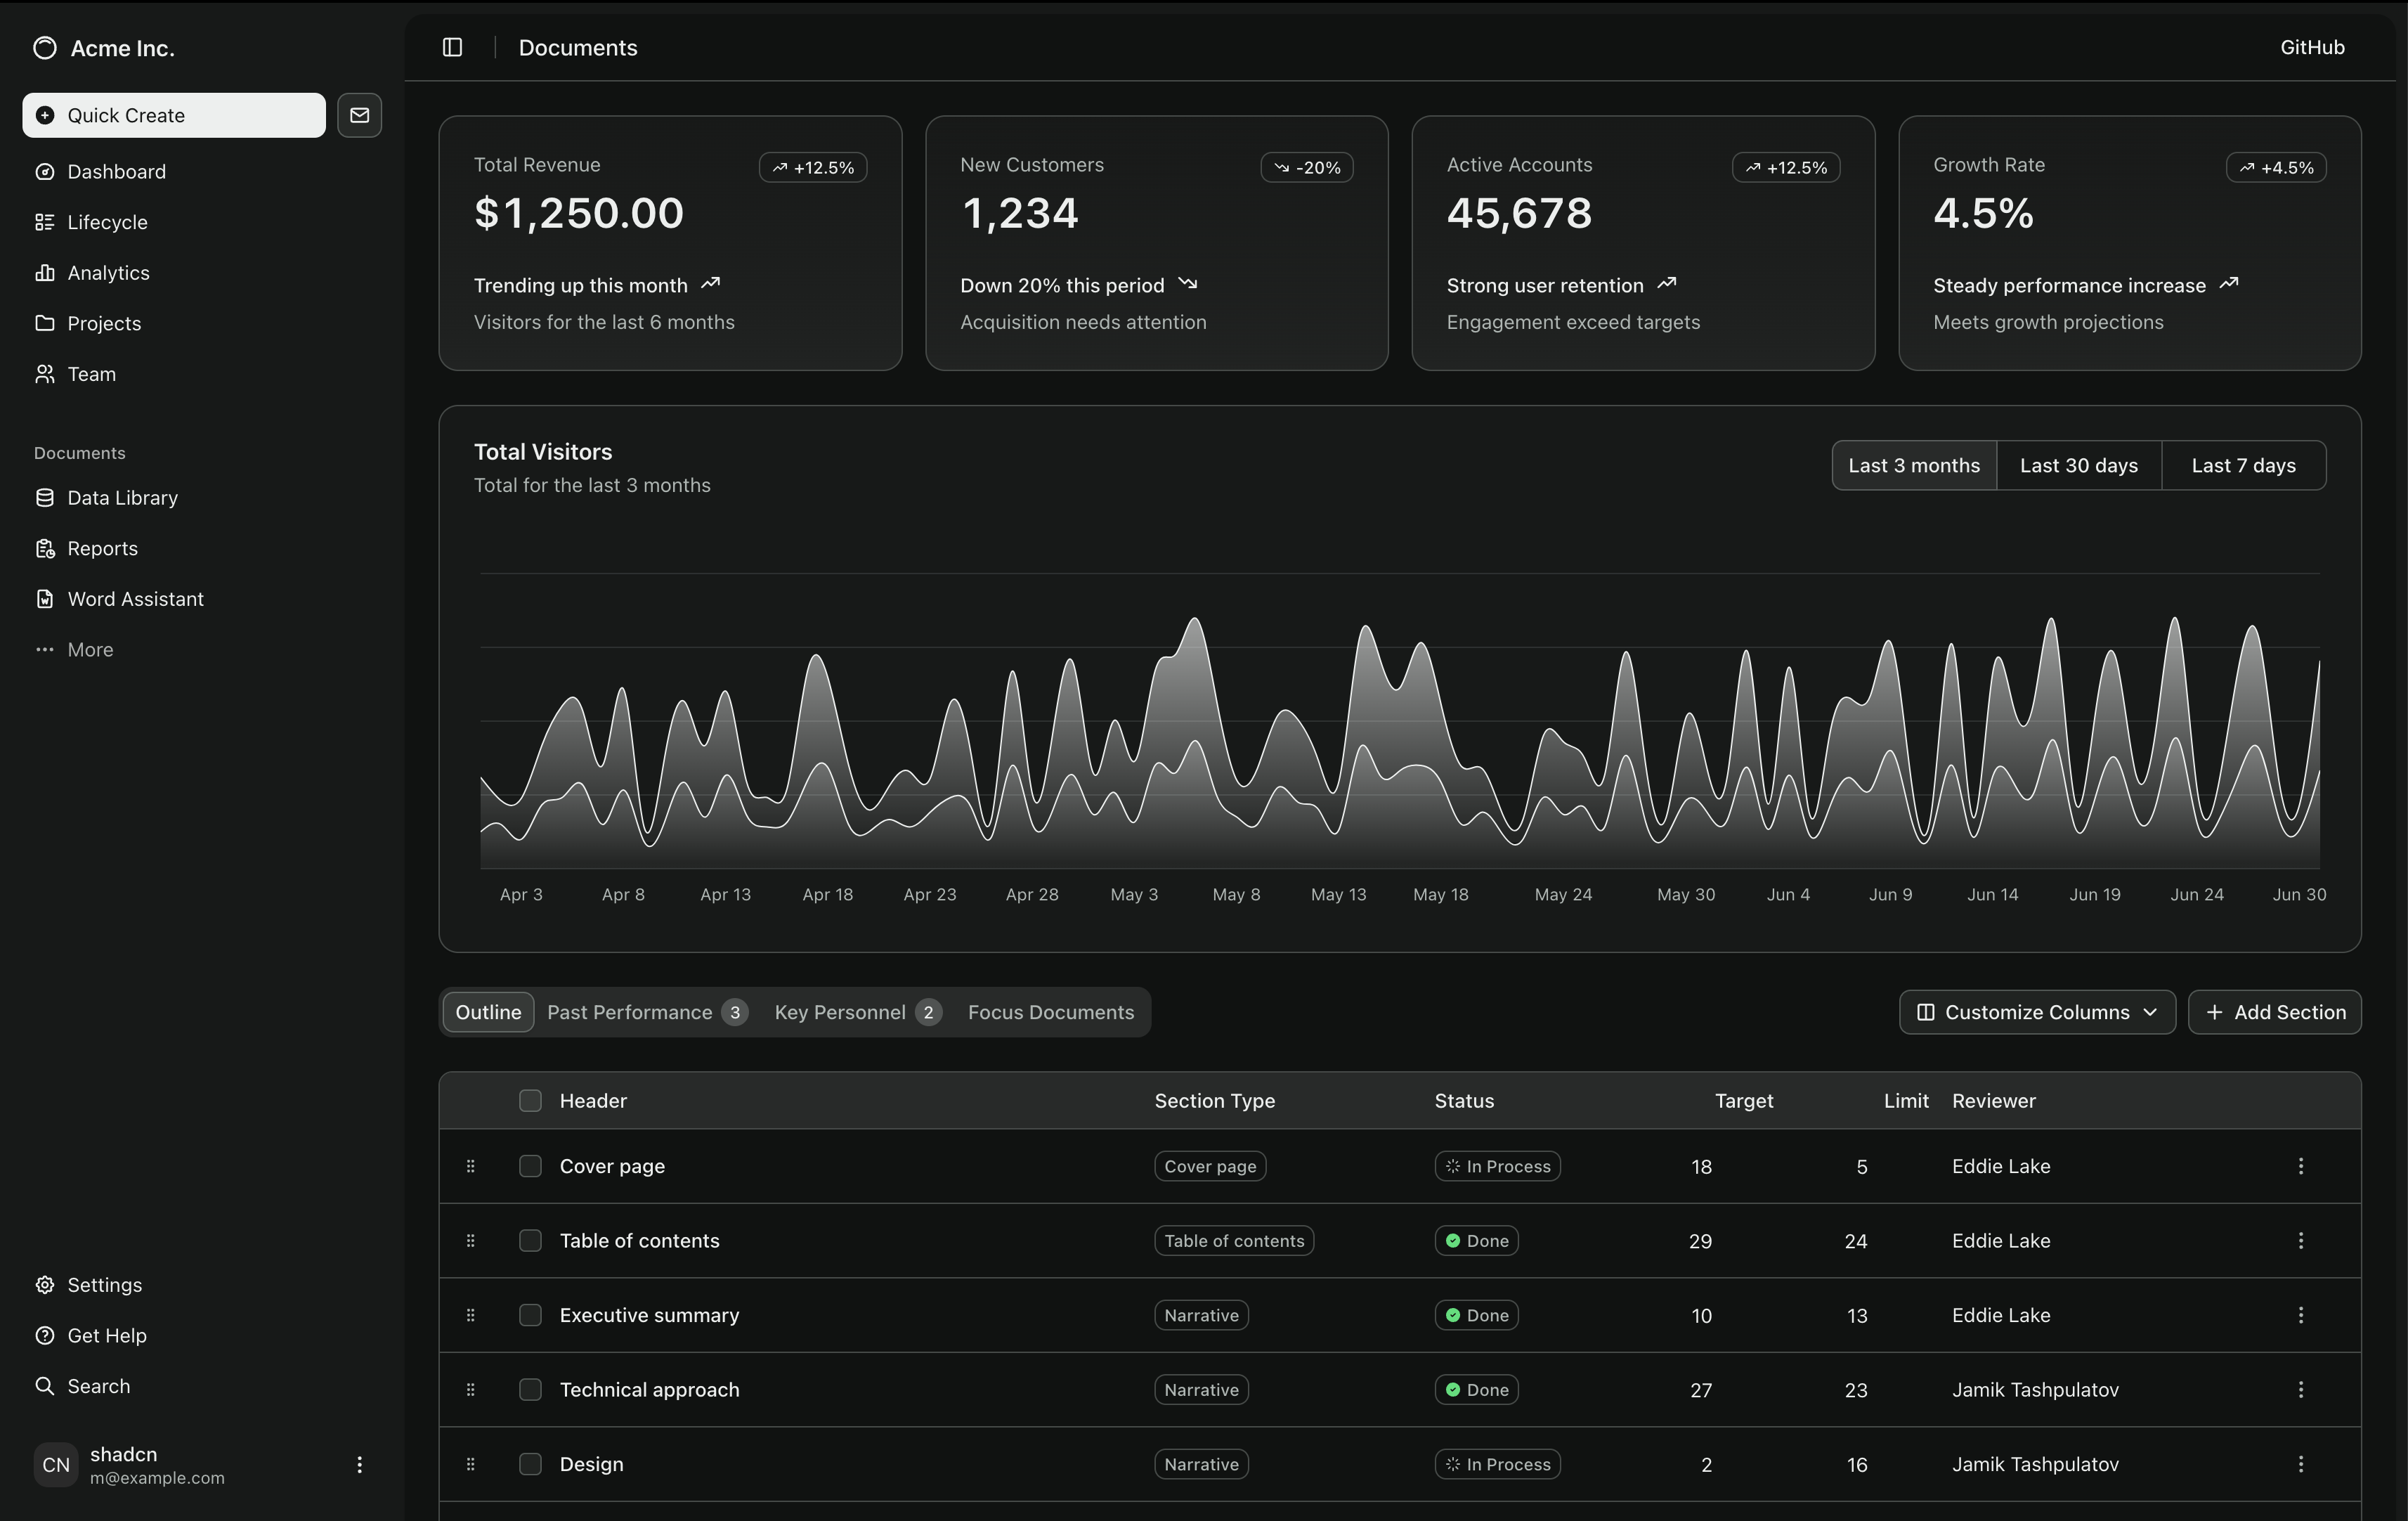 Acme Inc.
Quick Create
Dashboard
Lifecycle
Analytics
Projects
Team
Documents
Data Library
Reports
Word Assistant
More
Settings
Get Help
Search
CN
shadcn
m@example.com
Documents
GitHub
Total Revenue
+12.5%
$1,250.00
Trending up this month
Visitors for the last 6 months
New Customers
-20%
1,234
Down 20% this period
Acquisition needs attention
Active Accounts
+12.5%
45,678
Strong user retention
Engagement exceed targets
Growth Rate
+4.5%
4.5%
Steady performance increase
Meets growth projections
Total Visitors
Total for the last 3 months
Last 3 months Last 30 days Last 7 days
Apr 3 Apr 8 Apr 13 Apr 18 Apr 23 Apr 28 May 3 May 8 May 13 May 18 May 24 May 30 Jun 4 Jun 9 Jun 14 Jun 19 Jun 24 Jun 30
Outline Past Performance 3 Key Personnel 2 Focus Documents
Customize Columns Add Section
Header Section Type Status Target Limit Reviewer
Cover page Cover page In Process 18 5 Eddie Lake
Table of contents Table of contents Done 29 24 Eddie Lake
Executive summary Narrative Done 10 13 Eddie Lake
Technical approach Narrative Done 27 23 Jamik Tashpulatov
Design Narrative In Process 2 16 Jamik Tashpulatov